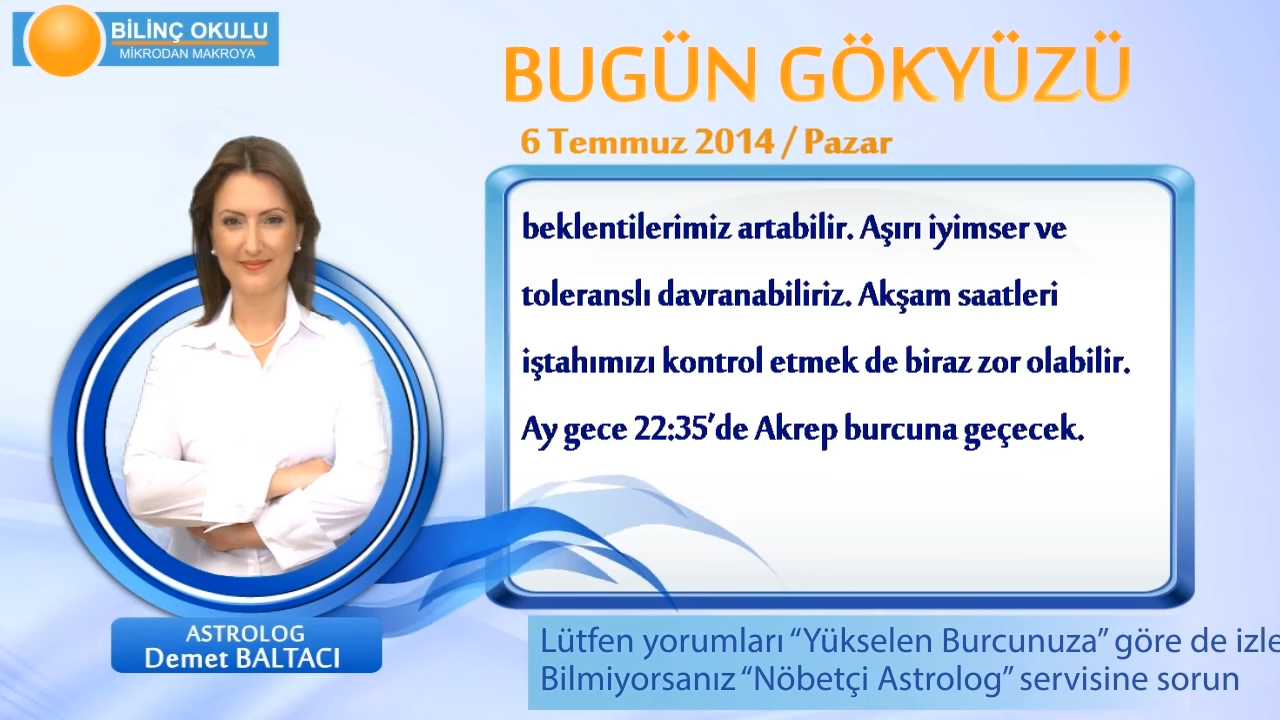 BİLİNÇ OKULU
MİKRODAN MAKROYA
BUGÜN GÖKYÜZÜ
6 Temmuz 2014 / Pazar
beklentilerimiz artabilir. Aşırı iyimser ve
toleranslı davranabiliriz. Akşam saatleri
iştahımızı kontrol etmek de biraz zor olabilir.
Ay gece 22:35'de Akrep burcuna geçecek.
ASTROLOG
Demet BALTACI
Lütfen yorumları “Yükselen Burcunuza” göre de izle
Bilmiyorsanız “Nöbetçi Astrolog” servisine sorun